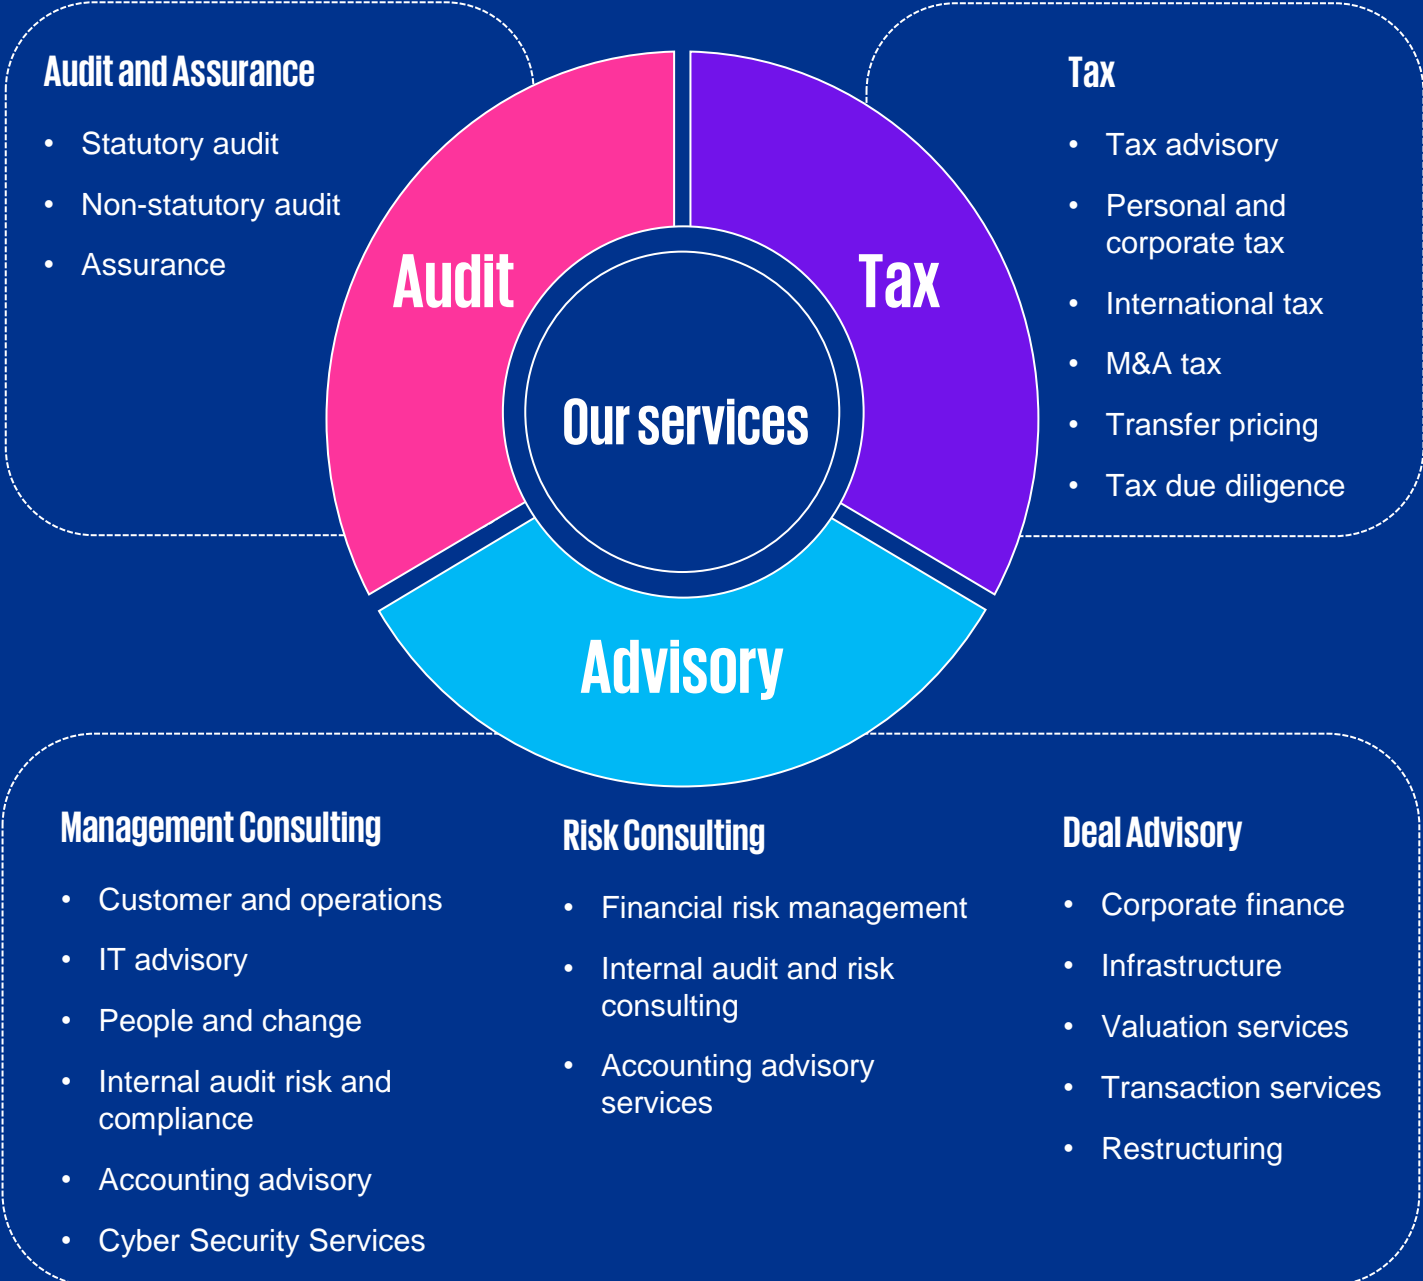 Audit and Assurance
• Statutory audit
• Non-statutory audit
• Assurance
Tax
• Tax advisory
• Personal and
corporate tax
• International tax
• M&A tax
• Transfer pricing
• Tax due diligence
Audit
Tax
Our services
Advisory
Management Consulting
• Customer and operations
• IT advisory
• People and change
• Internal audit risk and
compliance
• Accounting advisory
• Cyber Security Services
Risk Consulting
• Financial risk management
• Internal audit and risk
consulting
• Accounting advisory
services
Deal Advisory
• Corporate finance
• Infrastructure
• Valuation services
• Transaction services
• Restructuring